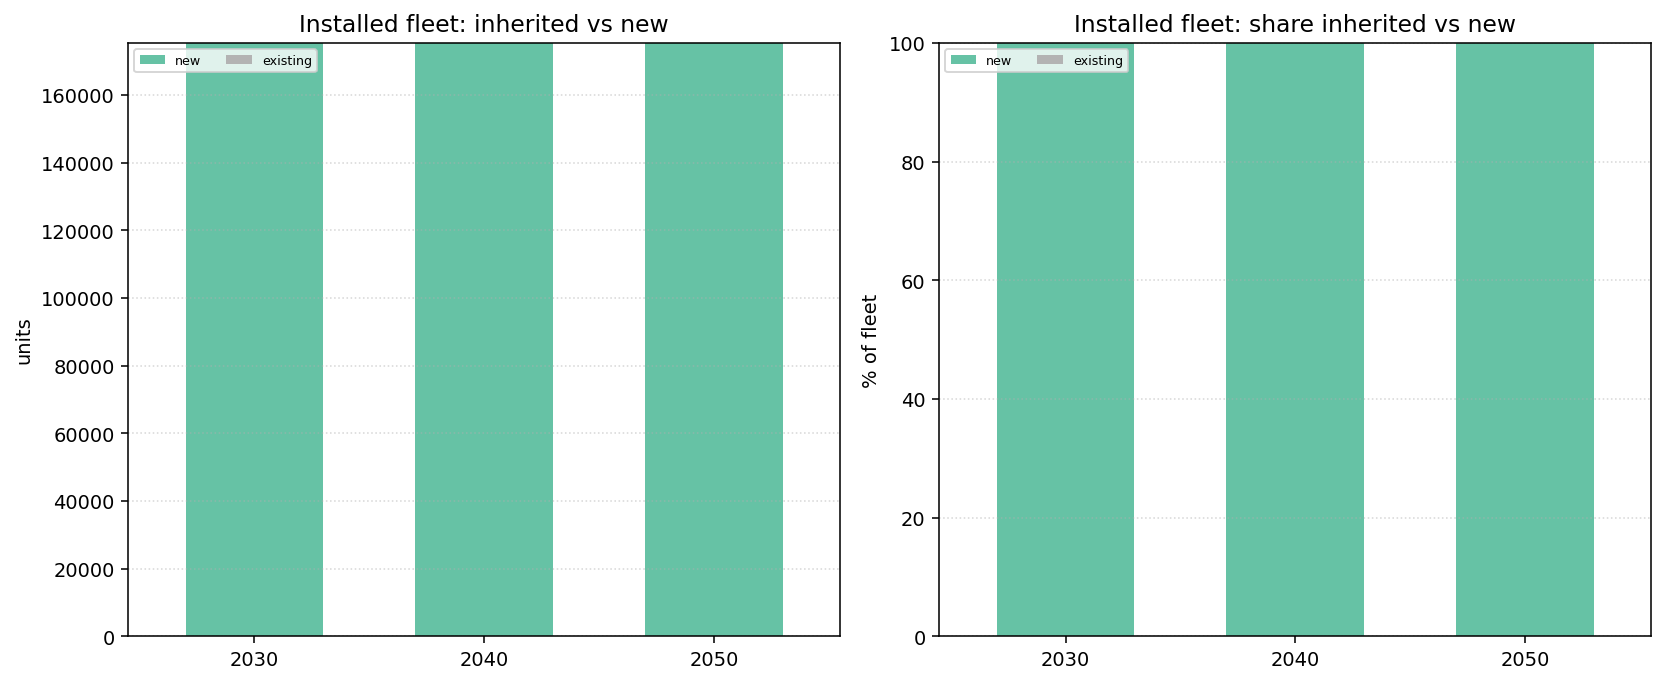 Installed fleet: inherited vs new
new existing
units
160000
140000
120000
100000
80000
60000
40000
20000
0
2030 2040 2050
Installed fleet: share inherited vs new
new existing
% of fleet
100
80
60
40
20
0
2030 2040 2050